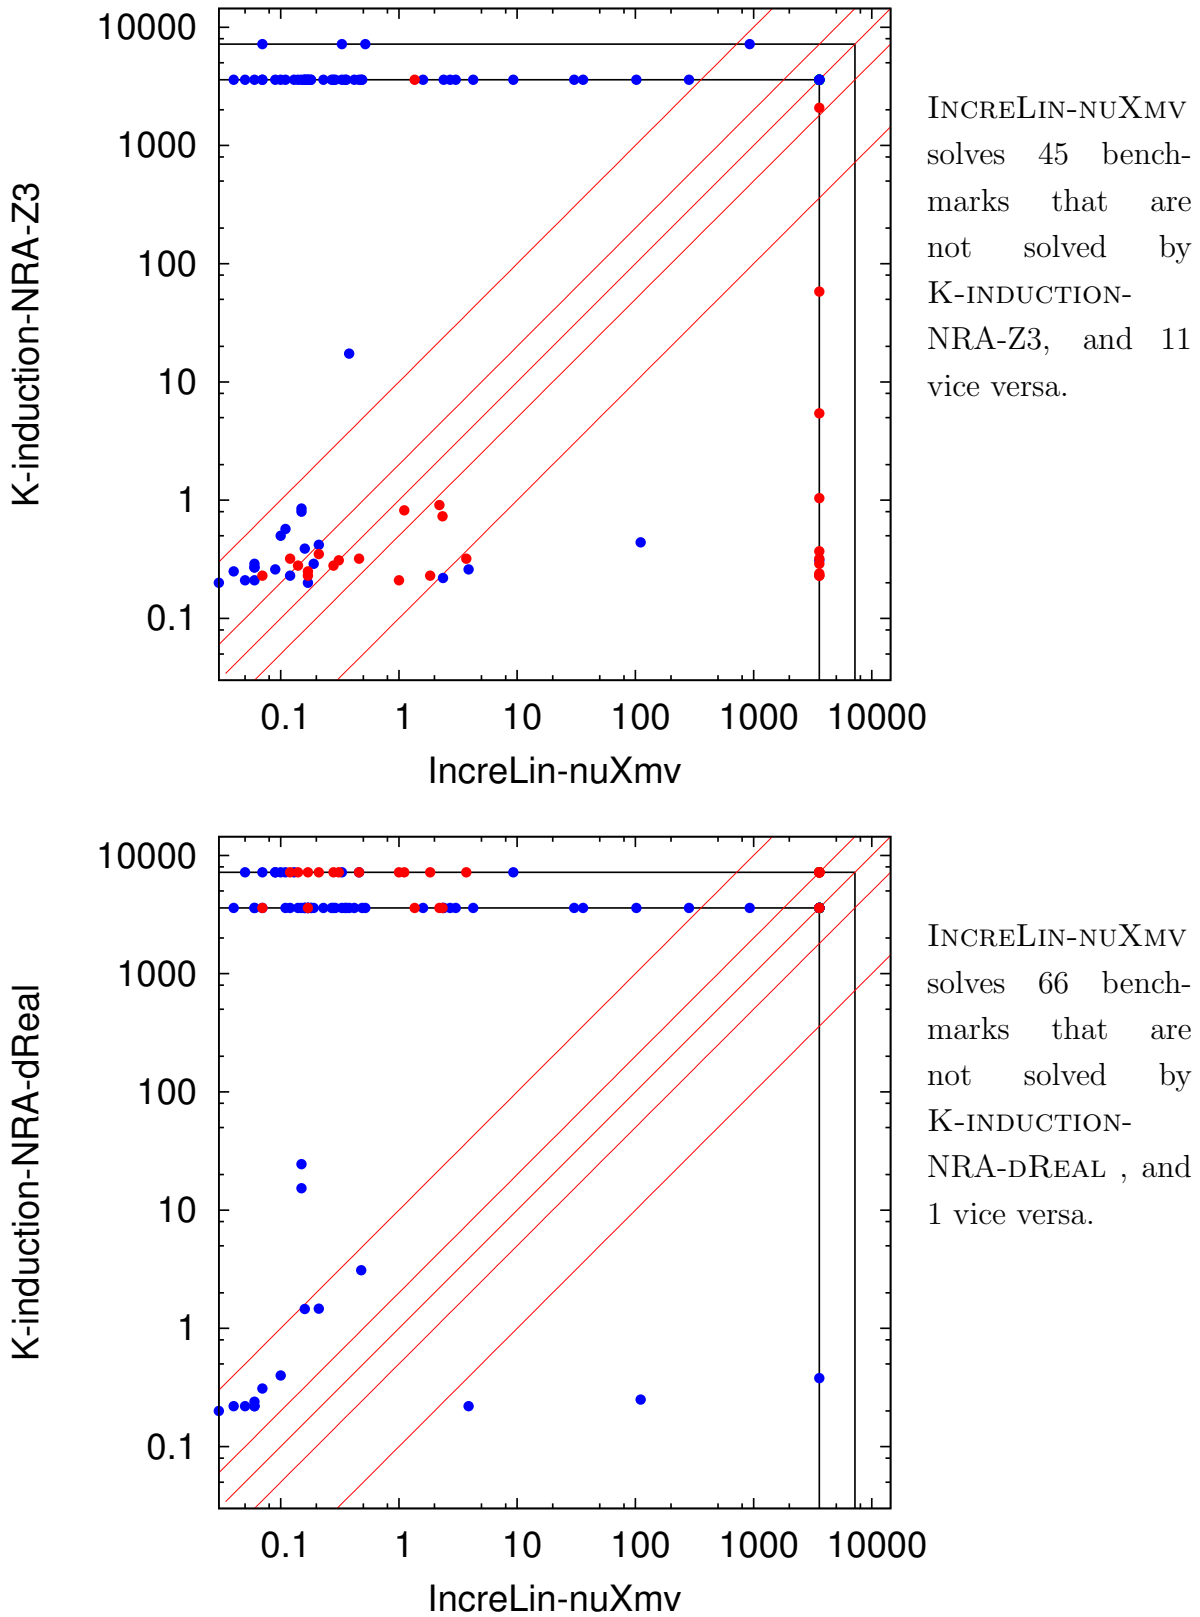 10000
1000
100
10
1
0.1
K-induction-NRA-Z3
0.1 1 10 100 1000 10000
IncreLin-nuXmv
INCRELIN-NUXMV
solves 45 bench-
marks that are
not solved by
K-INDUCTION-
NRA-Z3, and 11
vice versa.
10000
1000
100
10
1
0.1
K-induction-NRA-dReal
0.1 1 10 100 1000 10000
IncreLin-nuXmv
INCRELIN-NUXMV
solves 66 bench-
marks that are
not solved by
K-INDUCTION-
NRA-DREAL , and
1 vice versa.